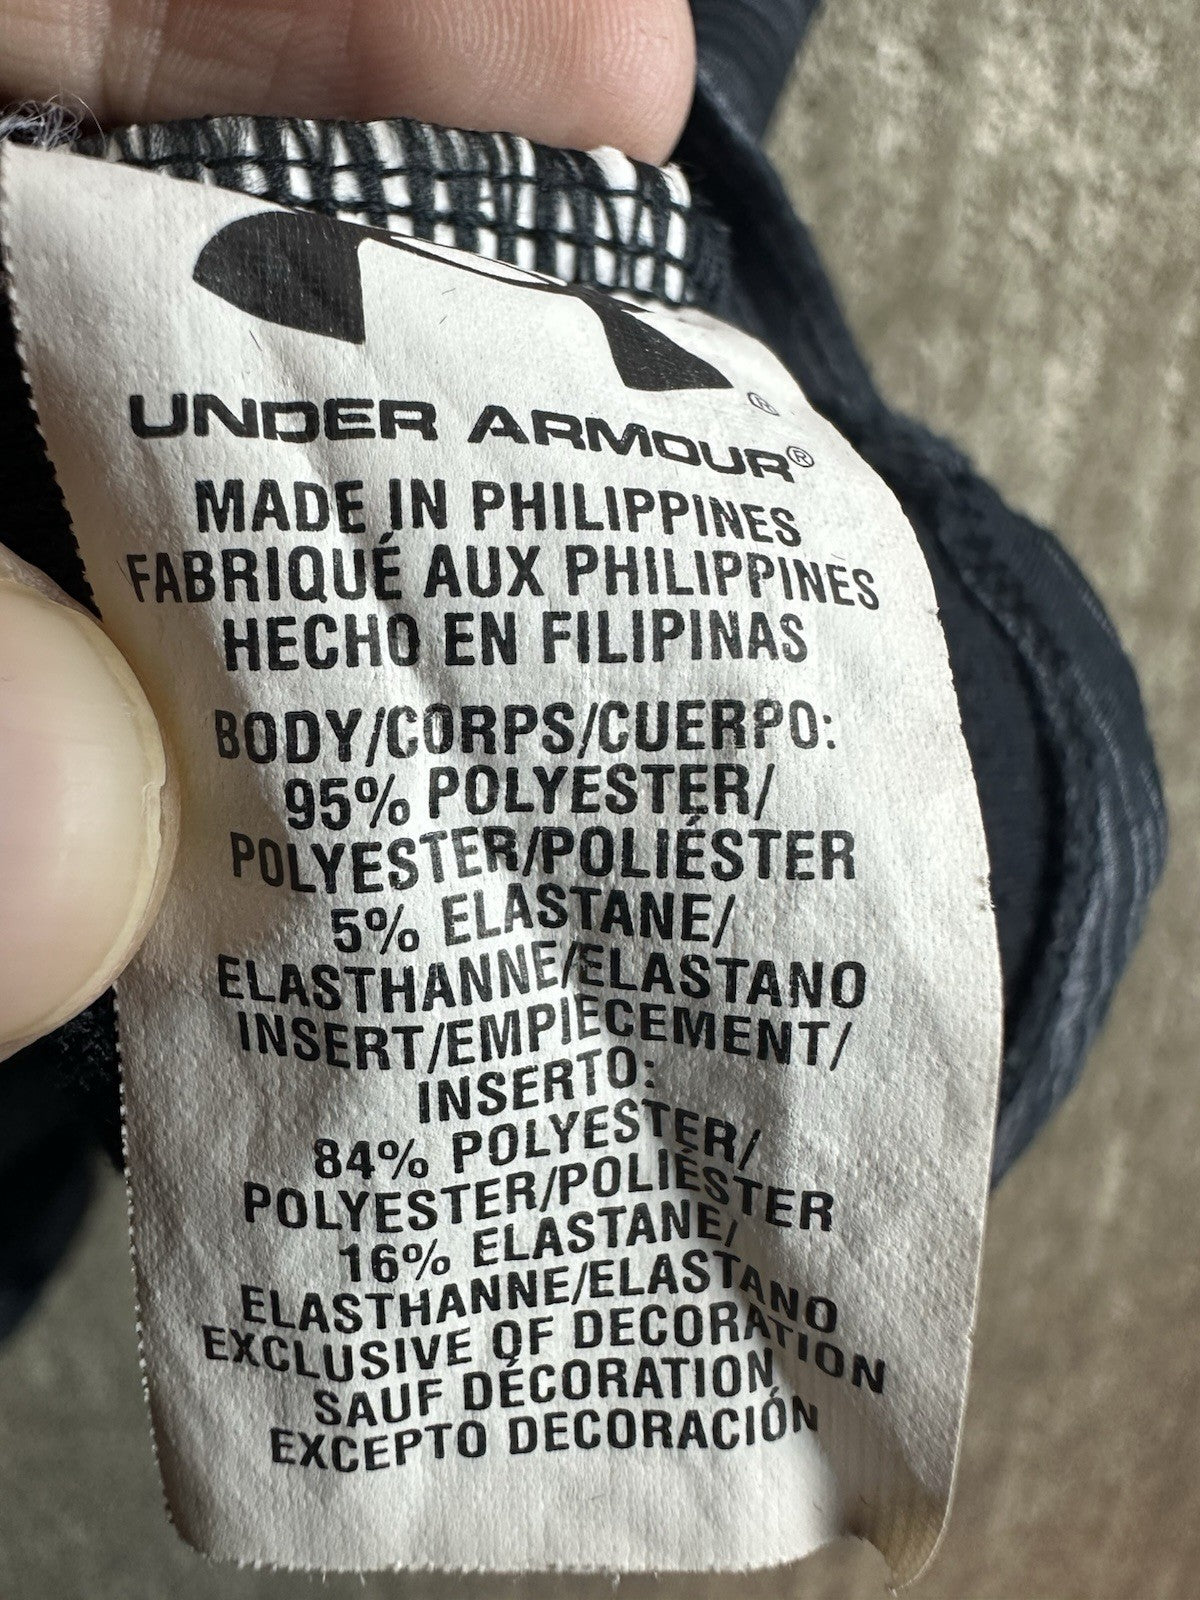 ®
UNDER ARMOUR®
MADE IN PHILIPPINES
FABRIQUÉ AUX PHILIPPINES
HECHO EN FILIPINAS
BODY/CORPS/CUERPO:
95% POLYESTER/
POLYESTER/POLIÉSTER
5% ELASTANE/
ELASTHANNE/ELASTANO
INSERT/EMPIÈCEMENT/
INSERTO:
84% POLYESTER/
POLYESTER/POLIÉSTER
16% ELASTANE/
ELASTHANNE/ELASTANO
EXCLUSIVE OF DECORATION
SAUF DÉCORATION
EXCEPTO DECORACIÓN